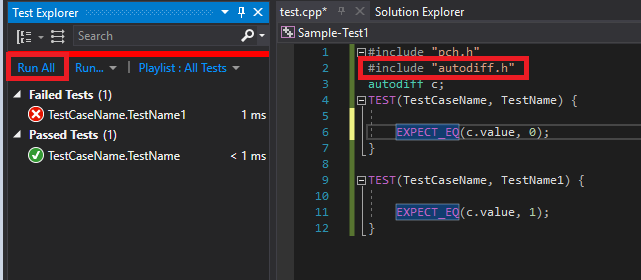 Test Explorer
Search
Run All
Run...
Playlist : All Tests
Failed Tests (1)
TestCaseName.TestName1 1 ms
Passed Tests (1)
TestCaseName.TestName < 1 ms
test.cpp* Solution Explorer
Sample-Test1
1 #include "pch.h"
2 #include "autodiff.h"
3 autodiff c;
4 TEST(TestCaseName, TestName) {
5
6 EXPECT_EQ(c.value, 0);
7 }
8
9 TEST(TestCaseName, TestName1) {
10
11 EXPECT_EQ(c.value, 1);
12 }